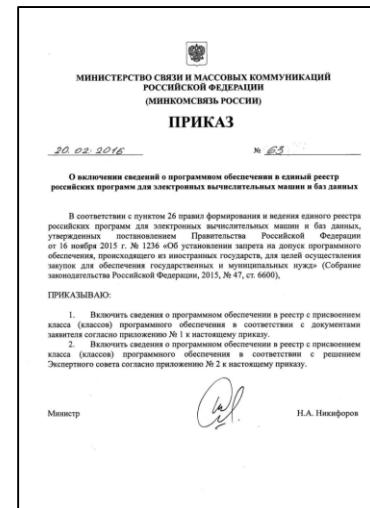 МИНИСТЕРСТВО СВЯЗИ И МАССОВЫХ КОММУНИКАЦИЙ
РОССИЙСКОЙ ФЕДЕРАЦИИ
(МИНКОМСВЯЗЬ РОССИИ)
ПРИКАЗ
20.02.2016 № 63
О включении сведений о программном обеспечении в единый реестр
российских программ для электронных вычислительных машин и баз данных
В соответствии с пунктом 26 правил формирования и ведения единого реестра
российских программ для электронных вычислительных машин и баз данных,
утвержденных постановлением Правительства Российской Федерации
от 16 ноября 2015 г. № 1236 «Об установлении запрета на допуск программного
обеспечения, происходящего из иностранных государств, для целей осуществления
закупок для обеспечения государственных и муниципальных нужд» (Собрание
законодательства Российской Федерации, 2015, № 47, ст. 6600),
ПРИКАЗЫВАЮ:
1. Включить сведения о программном обеспечении в реестр с присвоением
класса (классов) программного обеспечения в соответствии с документами
заявителя согласно приложению № 1 к настоящему приказу.
2. Включить сведения о программном обеспечении в реестр с присвоением
класса (классов) программного обеспечения в соответствии с решением
Экспертного совета согласно приложению № 2 к настоящему приказу.
Министр Н.А. Никифоров